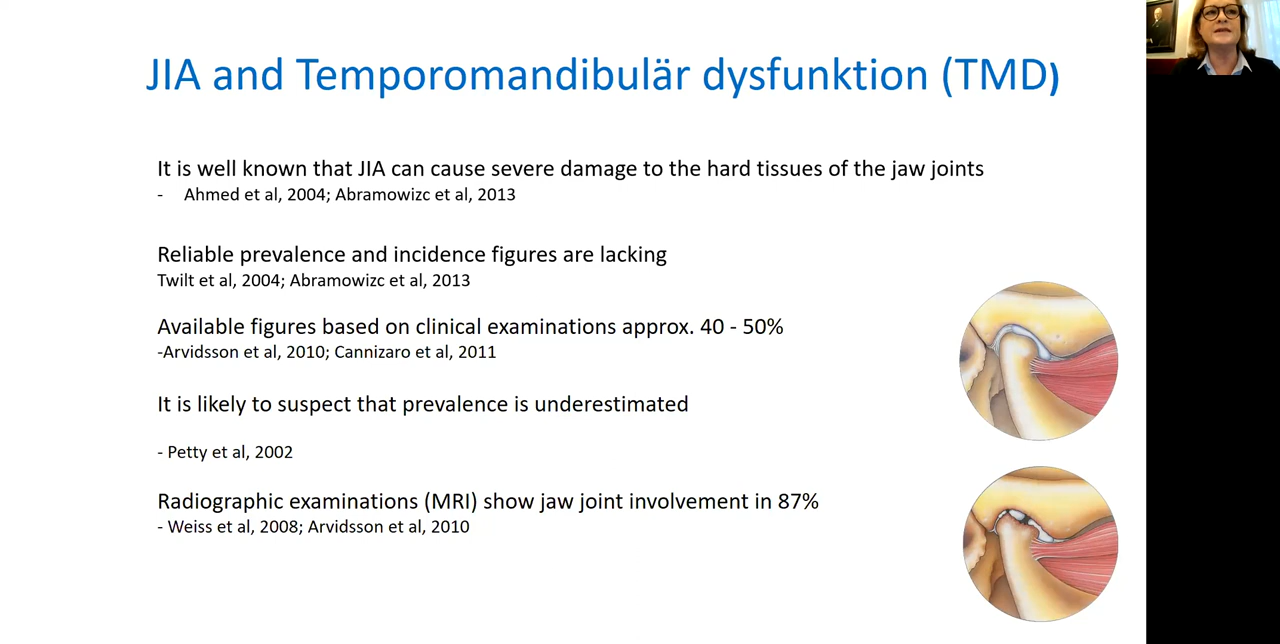 JIA and Temporomandibulär dysfunktion (TMD)
It is well known that JIA can cause severe damage to the hard tissues of the jaw joints
- Ahmed et al, 2004; Abramowizc et al, 2013
Reliable prevalence and incidence figures are lacking
Twilt et al, 2004; Abramowizc et al, 2013
Available figures based on clinical examinations approx. 40 - 50%
-Arvidsson et al, 2010; Cannizaro et al, 2011
It is likely to suspect that prevalence is underestimated
- Petty et al, 2002
Radiographic examinations (MRI) show jaw joint involvement in 87%
- Weiss et al, 2008; Arvidsson et al, 2010